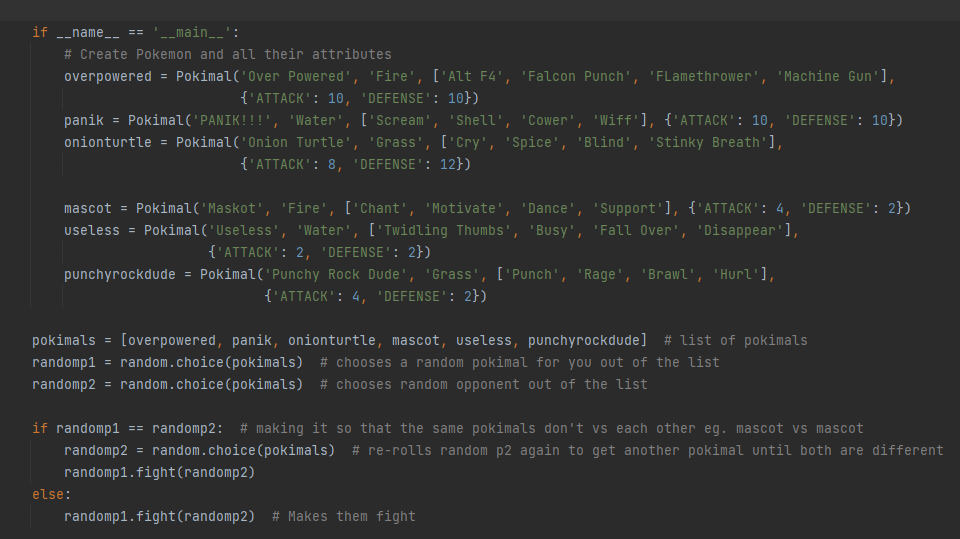 if __name__ == '__main__':
    # Create Pokemon and all their attributes
    overpowered = Pokimal('Over Powered', 'Fire', ['Alt F4', 'Falcon Punch', 'FLamethrower', 'Machine Gun'],
                          {'ATTACK': 10, 'DEFENSE': 10})
    panik = Pokimal('PANIK!!!', 'Water', ['Scream', 'Shell', 'Cower', 'Wiff'], {'ATTACK': 10, 'DEFENSE': 10})
    onionturtle = Pokimal('Onion Turtle', 'Grass', ['Cry', 'Spice', 'Blind', 'Stinky Breath'],
                          {'ATTACK': 8, 'DEFENSE': 12})

    mascot = Pokimal('Maskot', 'Fire', ['Chant', 'Motivate', 'Dance', 'Support'], {'ATTACK': 4, 'DEFENSE': 2})
    useless = Pokimal('Useless', 'Water', ['Twidling Thumbs', 'Busy', 'Fall Over', 'Disappear'],
                      {'ATTACK': 2, 'DEFENSE': 2})
    punchyrockdude = Pokimal('Punchy Rock Dude', 'Grass', ['Punch', 'Rage', 'Brawl', 'Hurl'],
                             {'ATTACK': 4, 'DEFENSE': 2})

pokimals = [overpowered, panik, onionturtle, mascot, useless, punchyrockdude]  # list of pokimals
randomp1 = random.choice(pokimals)  # chooses a random pokimal for you out of the list
randomp2 = random.choice(pokimals)  # chooses random opponent out of the list

if randomp1 == randomp2:  # making it so that the same pokimals don't vs each other eg. mascot vs mascot
    randomp2 = random.choice(pokimals)  # re-rolls random p2 again to get another pokimal until both are different
    randomp1.fight(randomp2)
else:
    randomp1.fight(randomp2)  # Makes them fight